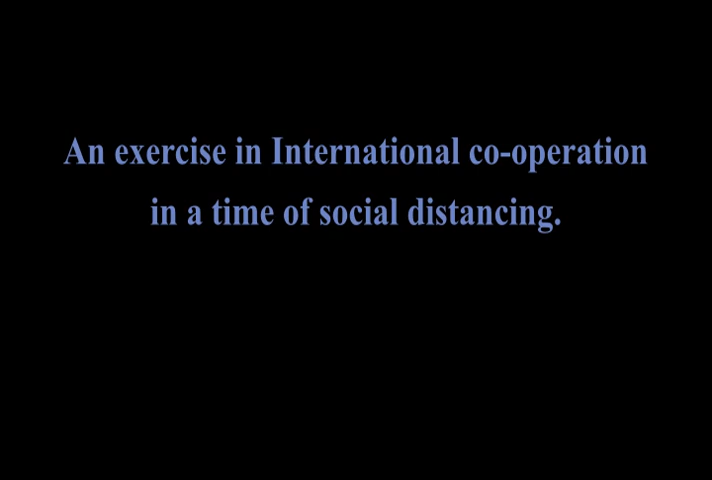 An exercise in International co-operation
in a time of social distancing.